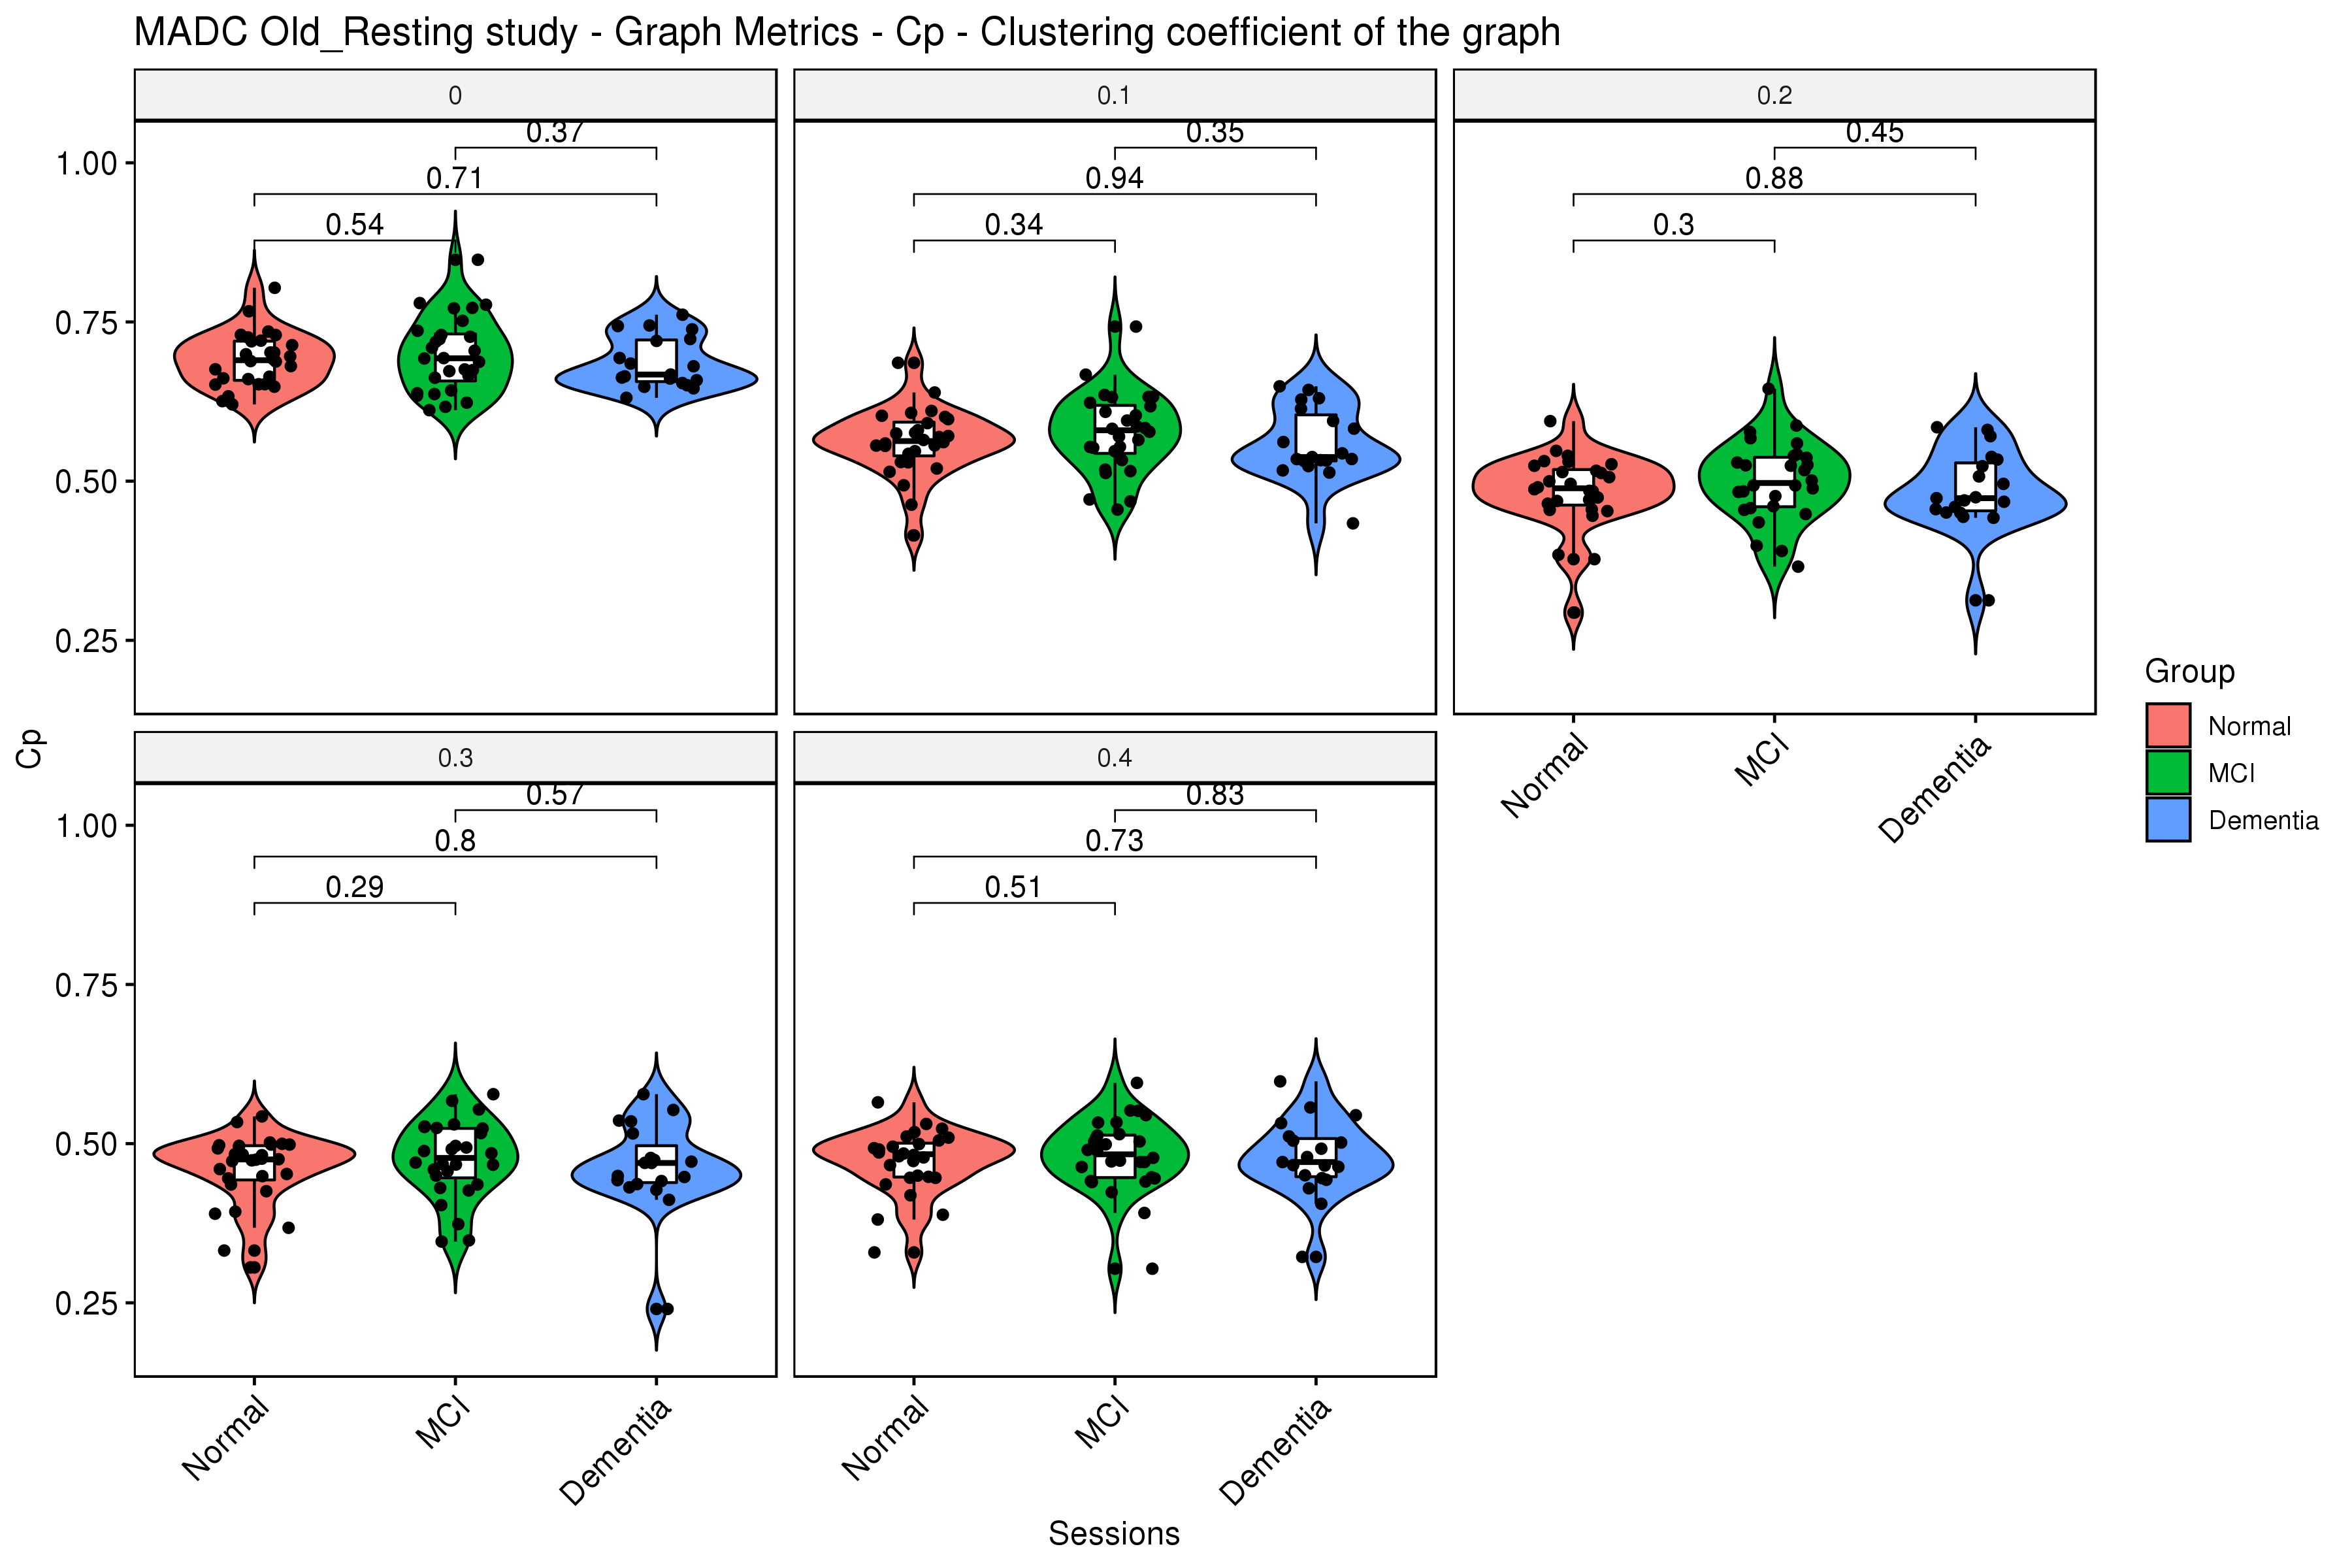 MADC Old_Resting study - Graph Metrics - Cp - Clustering coefficient of the graph
0
0.1
0.2
0.37
0.71
0.54
0.35
0.94
0.34
0.45
0.88
0.3
1.00
0.75
0.50
0.25
Normal
MCI
Dementia
Cp
0.3
0.4
0.57
0.8
0.29
0.83
0.73
0.51
1.00
0.75
0.50
0.25
Normal
MCI
Dementia
Normal
MCI
Dementia
Sessions
Group
Normal
MCI
Dementia